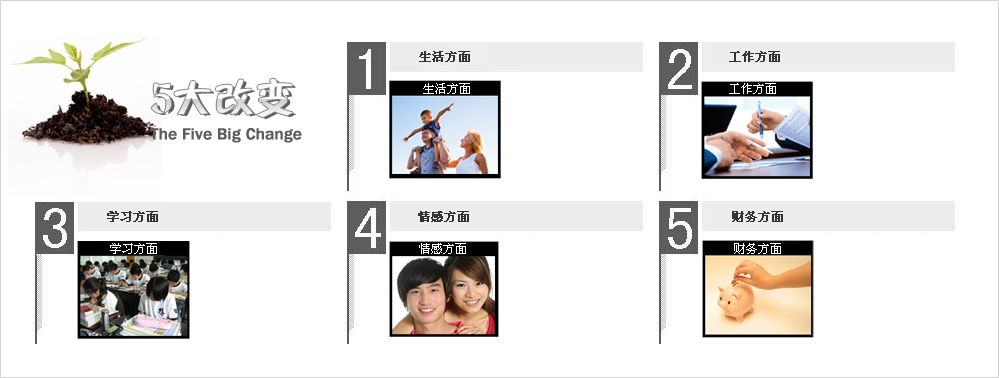 5大改变
The Five Big Change
1
生活方面
生活方面
2
工作方面
工作方面
3
学习方面
学习方面
4
情感方面
情感方面
5
财务方面
财务方面